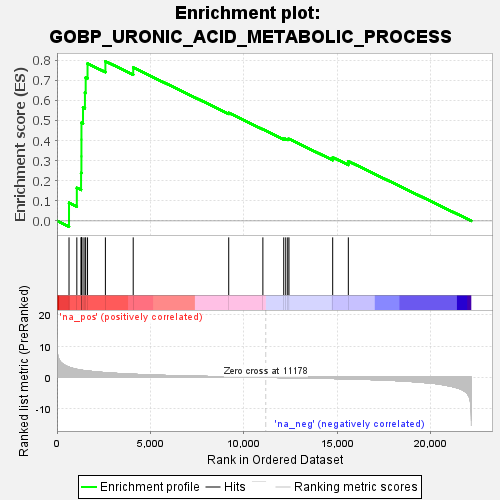 Enrichment plot:
GOBP_URONIC_ACID_METABOLIC_PROCESS
Enrichment score (ES)
0.8
0.7
0.6
0.5
0.4
0.3
0.2
0.1
0.0
'na_pos' (positively correlated)
Ranked list metric (PreRanked)
20
10
0
-10
Zero cross at 11178
'na_neg' (negatively correlated)
0
5,000
10,000
15,000
20,000
Rank in Ordered Dataset
Enrichment profile
Hits
Ranking metric scores